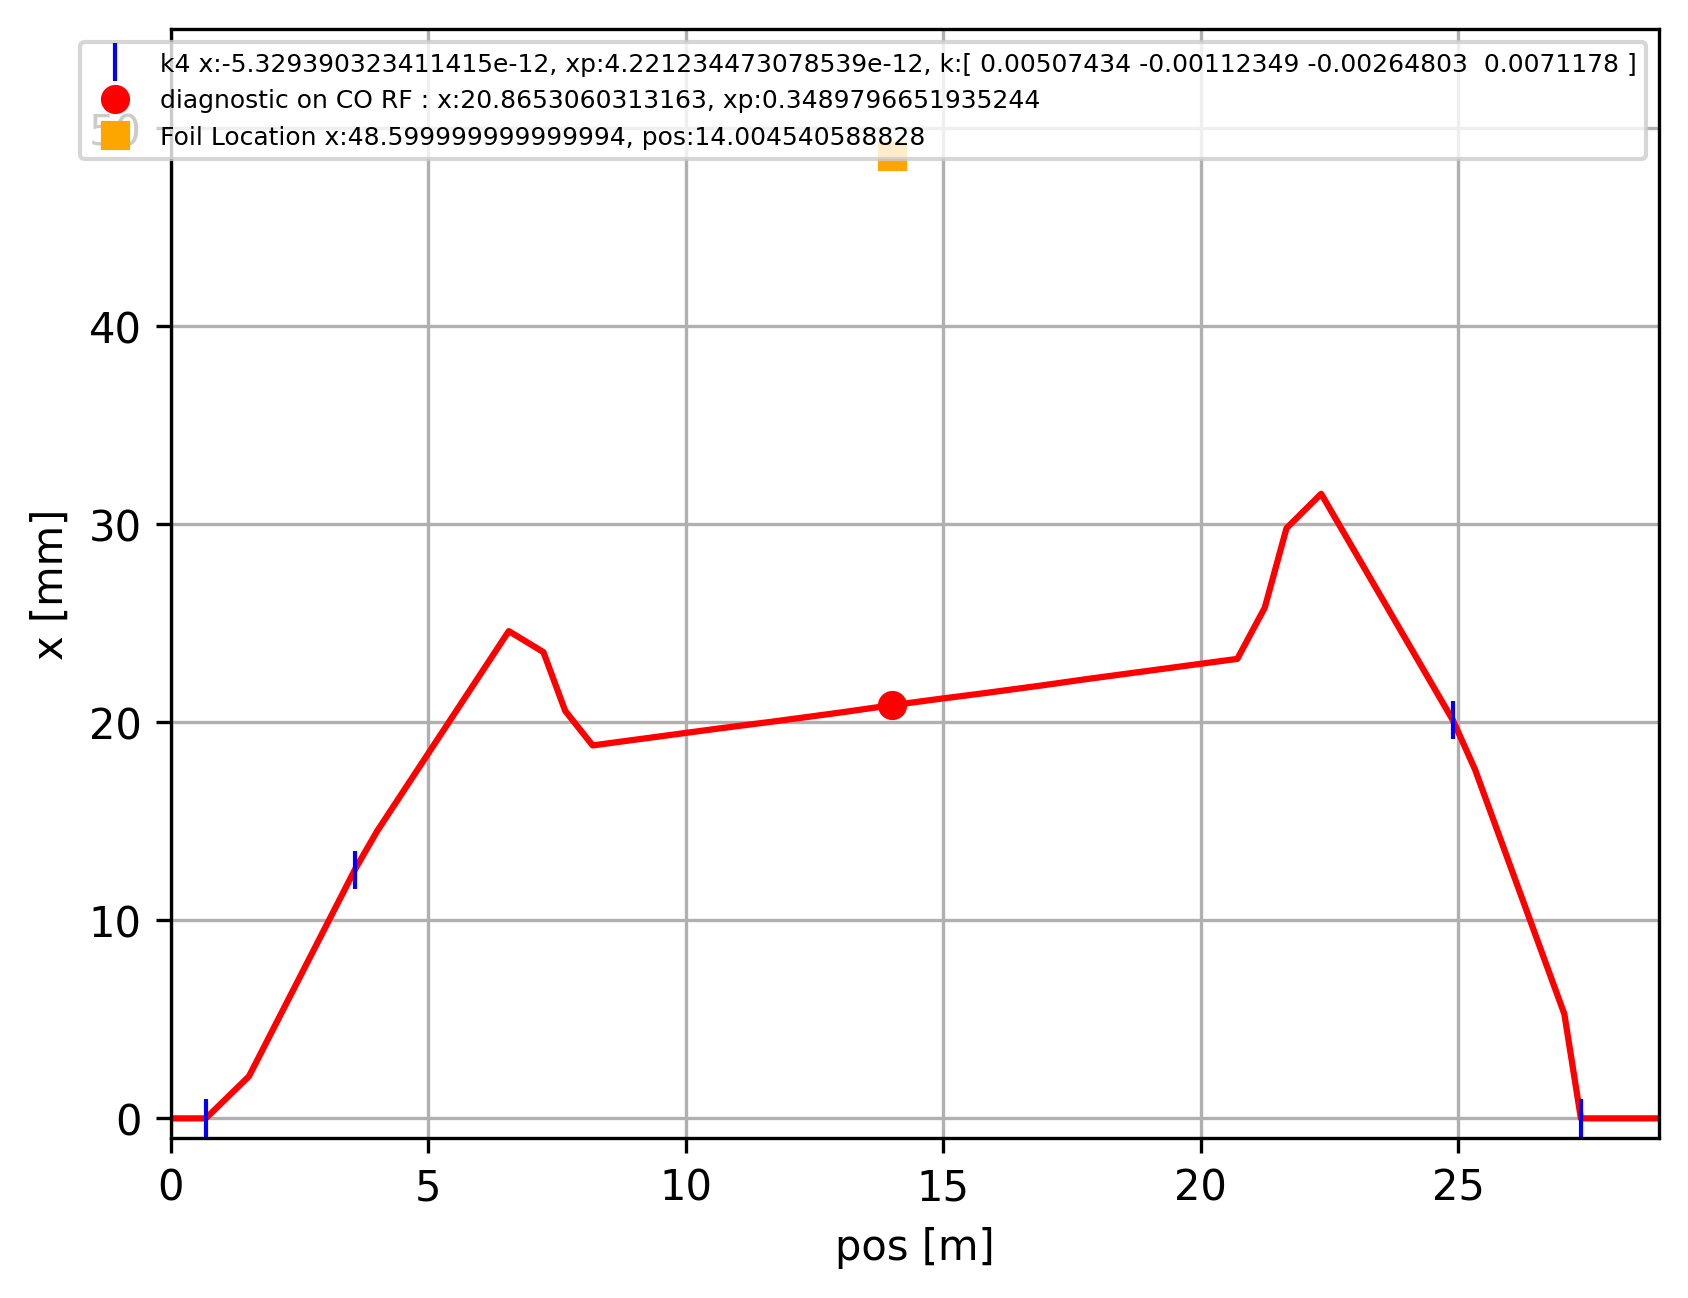 k4 x:-5.329390323411415e-12, xp:4.221234473078539e-12, k:[ 0.00507434 -0.00112349 -0.00264803  0.0071178 ]
diagnostic on CO RF : x:20.8653060313163, xp:0.3489796651935244
Foil Location x:48.599999999999994, pos:14.004540588828
50
40
30
20
10
0
x [mm]
0 5 10 15 20 25
pos [m]